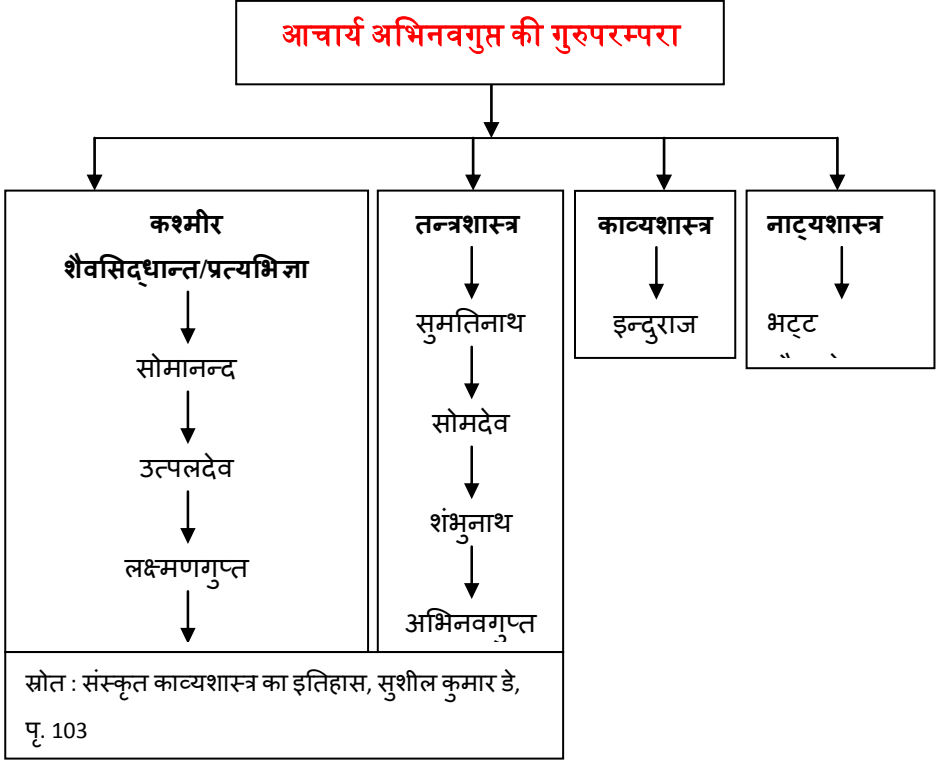 आचार्य अभिनवगुप्त की गुरुपरम्परा
कश्मीर
शैवसिद्धान्त/प्रत्यभिज्ञा
सोमानन्द
उत्पलदेव
लक्ष्मणगुप्त
तन्त्रशास्त्र
सुमतिनाथ
सोमदेव
शंभुनाथ
अभिनवगुप्त
काव्यशास्त्र
इन्दुराज
नाट्यशास्त्र
भट्ट
स्रोत : संस्कृत काव्यशास्त्र का इतिहास, सुशील कुमार डे,
पृ. 103